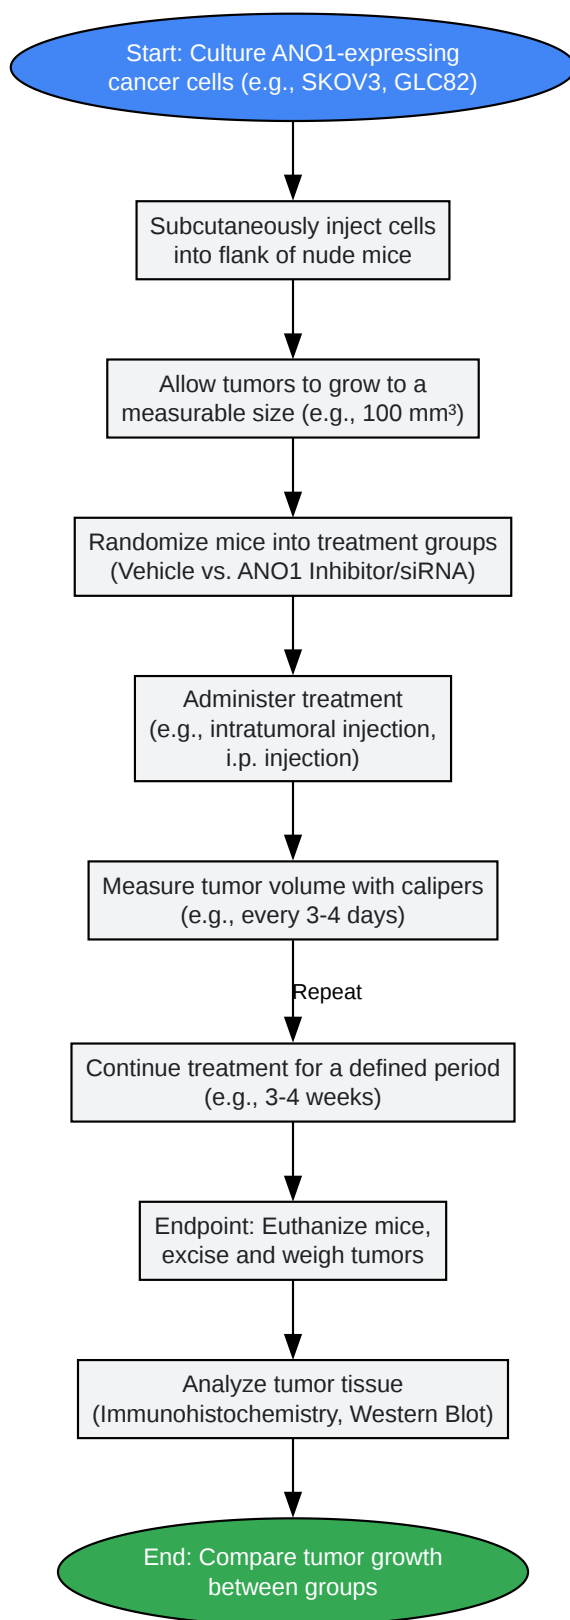 Start: Culture ANO1-expressing
cancer cells (e.g., SKOV3, GLC82)
Subcutaneously inject cells
into flank of nude mice
Allow tumors to grow to a
measurable size (e.g., 100 mm³)
Randomize mice into treatment groups
(Vehicle vs. ANO1 Inhibitor/siRNA)
Administer treatment
(e.g., intratumoral injection,
i.p. injection)
Measure tumor volume with calipers
(e.g., every 3-4 days)
Repeat
Continue treatment for a defined period
(e.g., 3-4 weeks)
Endpoint: Euthanize mice,
excise and weigh tumors
Analyze tumor tissue
(Immunohistochemistry, Western Blot)
End: Compare tumor growth
between groups